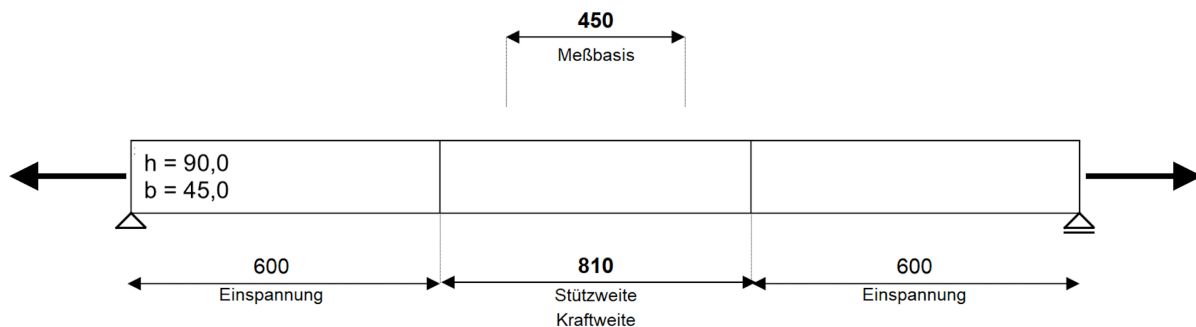 450
Meßbasis
h = 90,0
b = 45,0
600
Einspannung
810
Stützweite
Kraftweite
600
Einspannung